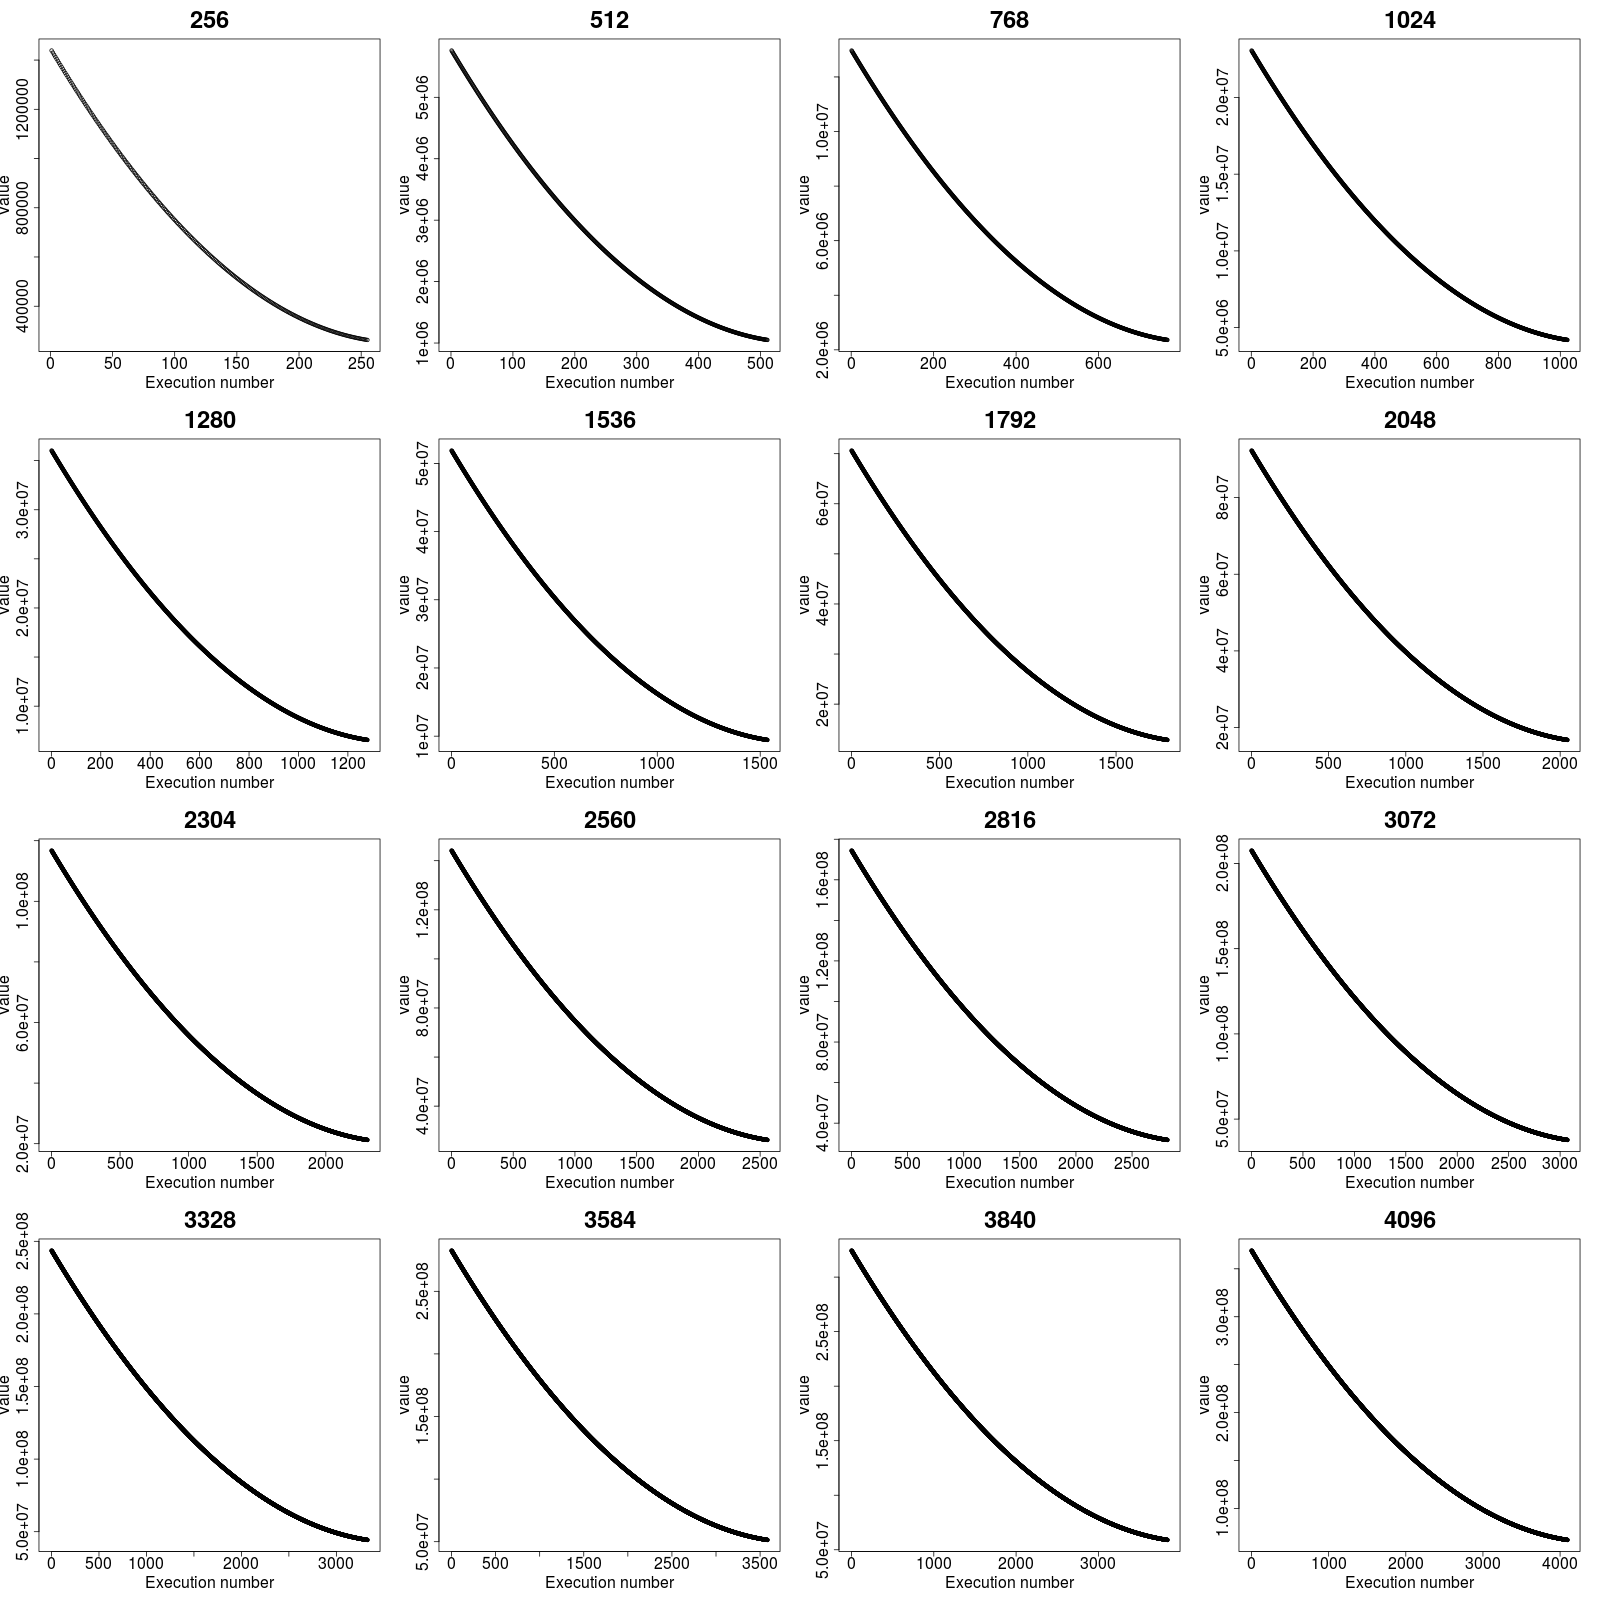 256
value
400000 800000 1200000
0 50 100 150 200 250
Execution number
512
value
1e+06 2e+06 3e+06 4e+06 5e+06
0 100 200 300 400 500
Execution number
768
value
2.0e+06 6.0e+06 1.0e+07
0 200 400 600
Execution number
1024
value
5.0e+06 1.0e+07 1.5e+07 2.0e+07
0 200 400 600 800 1000
Execution number
1280
value
1.0e+07 2.0e+07 3.0e+07
0 200 400 600 800 1000 1200
Execution number
1536
value
1e+07 2e+07 3e+07 4e+07 5e+07
0 500 1000 1500
Execution number
1792
value
2e+07 4e+07 6e+07
0 500 1000 1500
Execution number
2048
value
2e+07 4e+07 6e+07 8e+07
0 500 1000 1500 2000
Execution number
2304
value
2.0e+07 6.0e+07 1.0e+08
0 500 1000 1500 2000
Execution number
2560
value
4.0e+07 8.0e+07 1.2e+08
0 500 1000 1500 2000 2500
Execution number
2816
value
4.0e+07 8.0e+07 1.2e+08 1.6e+08
0 500 1000 1500 2000 2500
Execution number
3072
value
5.0e+07 1.0e+08 1.5e+08 2.0e+08
0 500 1000 1500 2000 2500 3000
Execution number
3328
value
5.0e+07 1.0e+08 1.5e+08 2.0e+08 2.5e+08
0 500 1000 2000 3000
Execution number
3584
value
5.0e+07 1.5e+08 2.5e+08
0 500 1500 2500 3500
Execution number
3840
value
5.0e+07 1.5e+08 2.5e+08
0 1000 2000 3000
Execution number
4096
value
1.0e+08 2.0e+08 3.0e+08
0 1000 2000 3000 4000
Execution number